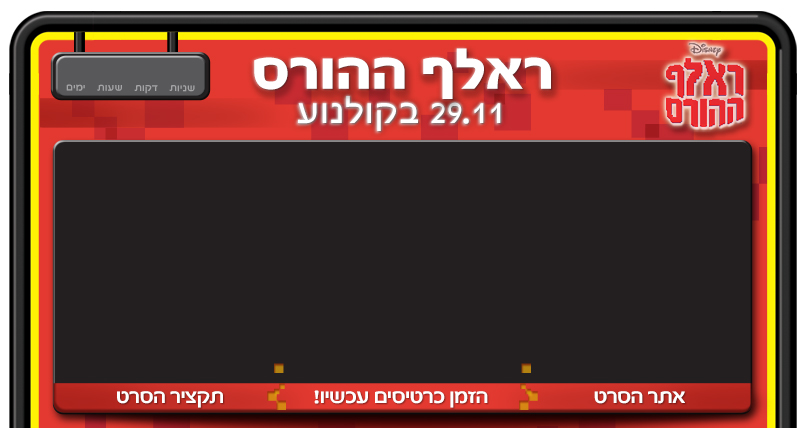 ראלף ההורס
29.11 בקולנוע
Disney
ראלף
ההורס
שניות דקות שעות ימים
אתר הסרט הזמן כרטיסים עכשיו! תקציר הסרט